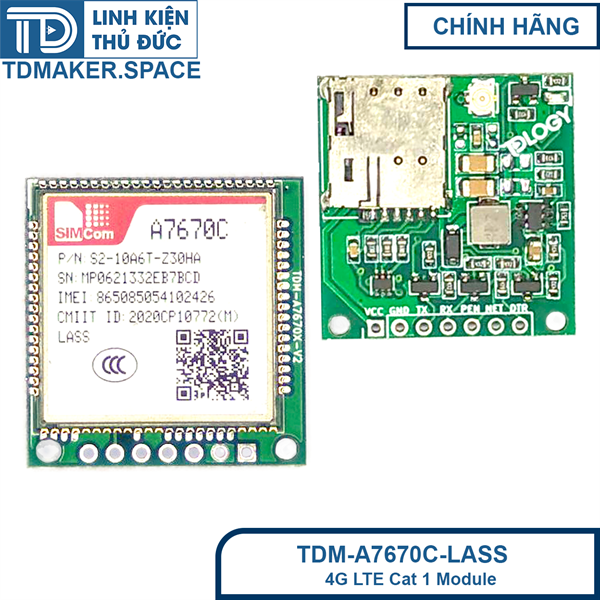 TD
LINH KIỆN
THỦ ĐỨC
TDMAKER.SPACE
CHÍNH HÃNG
SIMCom
A7670C
P/N: S2-10A6T-Z30HA
SN: MP0621332EB7BCD
IMEI: 865085054102426
CMIIT ID: 2020CP10772(M)
LASS
CCC
TDM-A7670X-V2
TDLOGY
VCC GND TX RX PEN NET DTR
TDM-A7670C-LASS
4G LTE Cat 1 Module